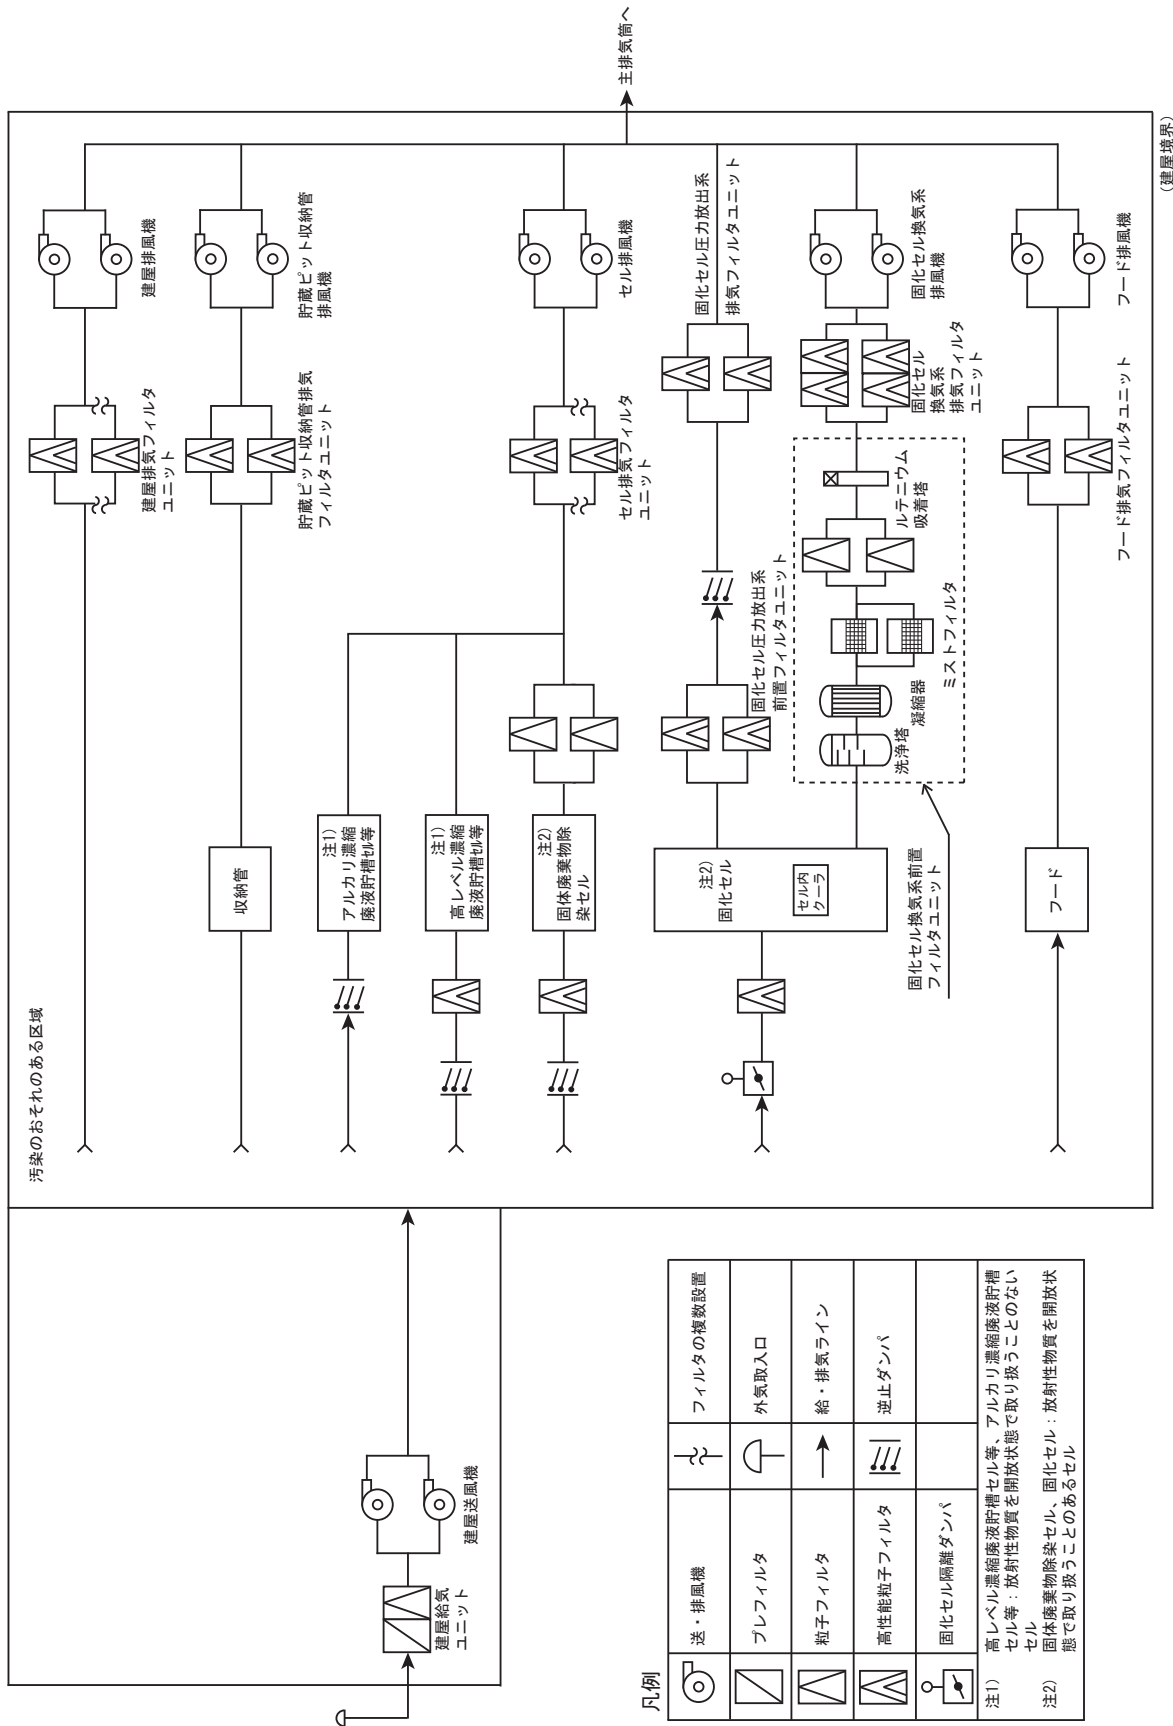 主排気筒へ
(建屋境界)
汚染のおそれのある区域
建屋排風機
建屋排気フィルタ
ユニット
貯蔵ピット収納管
排風機
貯蔵ピット収納管排気
フィルタユニット
収納管
注1)
アルカリ濃縮
廃液貯槽ｾﾙ等
注1)
高レベル濃縮
廃液貯槽ｾﾙ等
注2)
固体廃棄物除
染セル
セル排風機
セル排気フィルタ
ユニット
固化セル圧力放出系
排気フィルタユニット
固化セル圧力放出系
前置フィルタユニット
注2)
固化セル
セル内
クーラ
固化セル換気系
排風機
固化セル
換気系
排気フィルタ
ユニット
ルテニウム
吸着塔
ミストフィルタ
凝縮器
洗浄塔
固化セル換気系前置
フィルタユニット
フード排風機
フード排気フィルタユニット
フード
建屋送風機
建屋給気
ユニット
凡例
送・排風機
フィルタの複数設置
プレフィルタ
外気取入口
粒子フィルタ
給・排気ライン
高性能粒子フィルタ
逆止ダンパ
固化セル隔離ダンパ
注1) 高レベル濃縮廃液貯槽セル等、アルカリ濃縮廃液貯槽
セル等：放射性物質を開放状態で取り扱うことのない
セル
注2) 固体廃棄物除染セル、固化セル：放射性物質を開放状
態で取り扱うことのあるセル